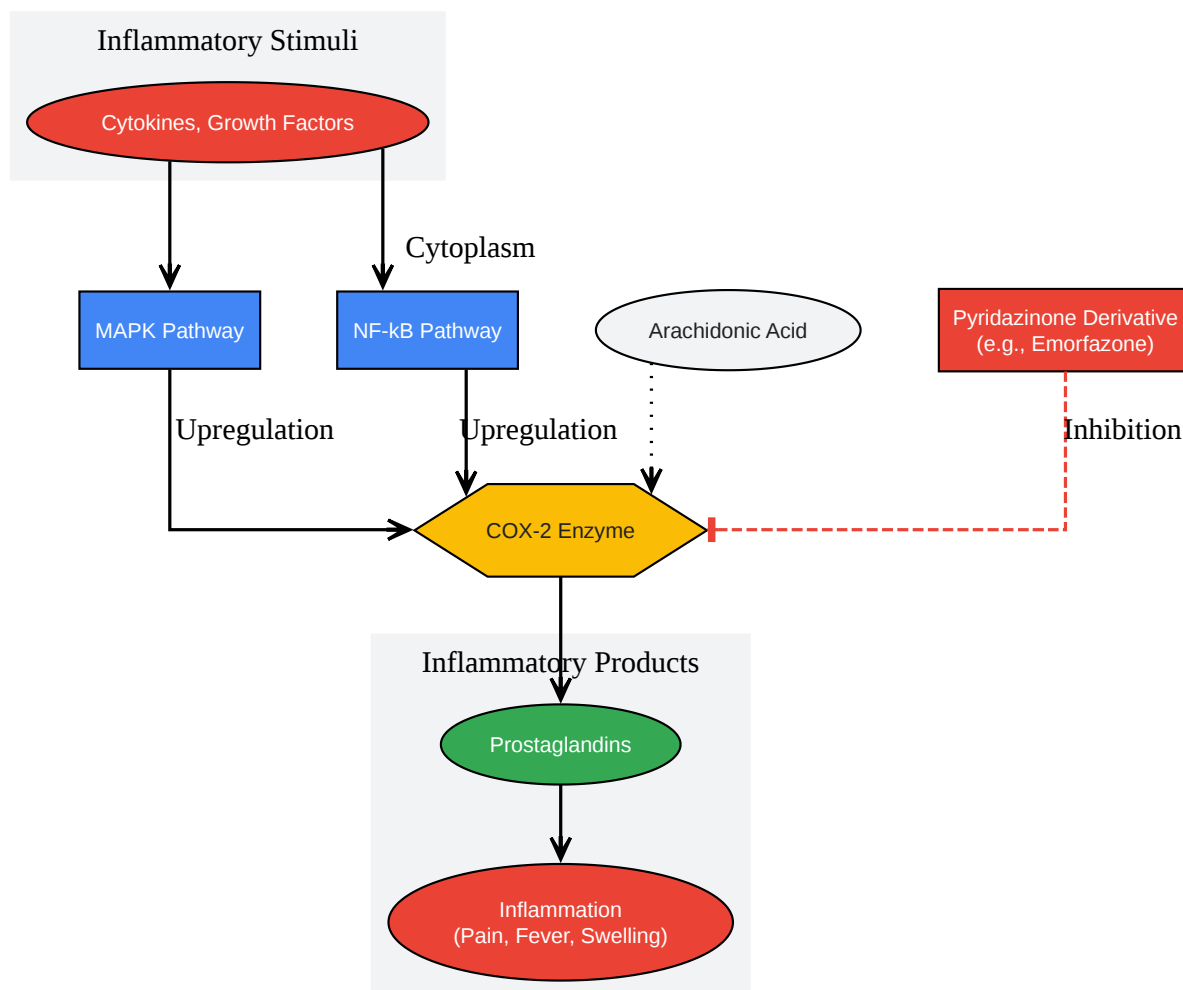 Inflammatory Stimuli
Cytokines, Growth Factors
Cytoplasm
MAPK Pathway
NF-kB Pathway
Arachidonic Acid
Pyridazinone Derivative
(e.g., Emorfazone)
Upregulation
Upregulation
Inhibition
COX-2 Enzyme
Inflammatory Products
Prostaglandins
Inflammation
(Pain, Fever, Swelling)